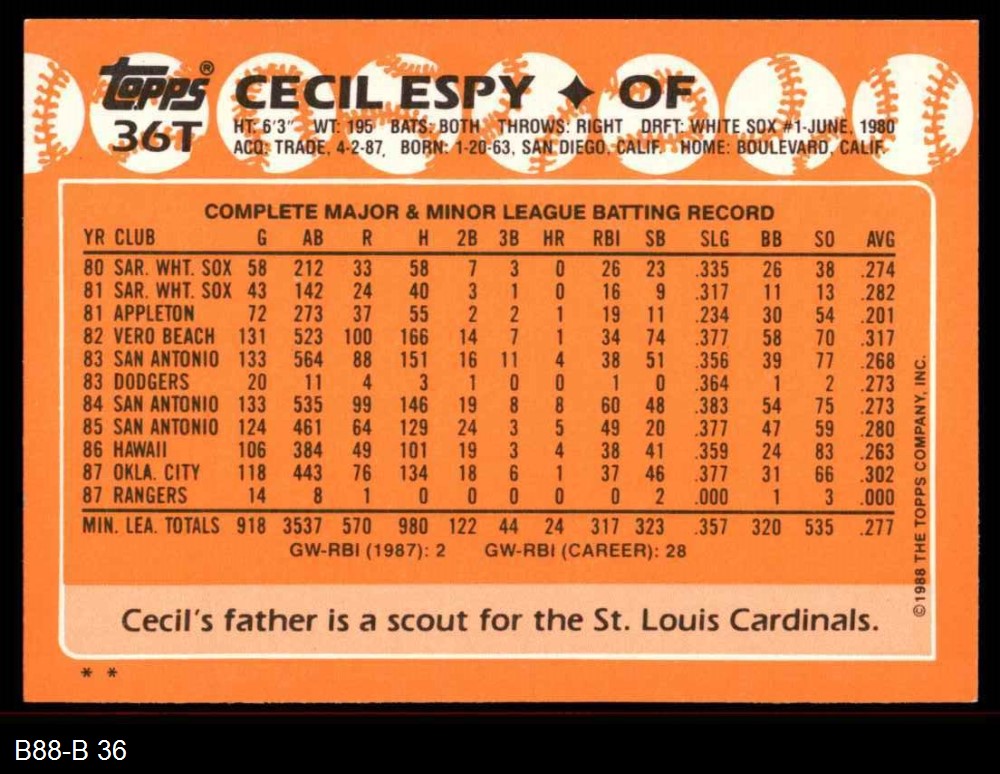 Topps®
36T
CECIL ESPY ✦ OF
HT: 6'3" WT: 195 BATS: BOTH THROWS: RIGHT DRFT: WHITE SOX #1-JUNE, 1980
ACQ: TRADE, 4-2-87, BORN: 1-20-63, SAN DIEGO, CALIF. HOME: BOULEVARD, CALIF.
COMPLETE MAJOR & MINOR LEAGUE BATTING RECORD
YR CLUB G AB R H 2B 3B HR RBI SB SLG BB SO AVG
80 SAR. WHT. SOX 58 212 33 58 7 3 0 26 23 .335 26 38 .274
81 SAR. WHT. SOX 43 142 24 40 3 1 0 16 9 .317 11 13 .282
81 APPLETON 72 273 37 55 2 2 1 19 11 .234 30 54 .201
82 VERO BEACH 131 523 100 166 14 7 1 34 74 .377 58 70 .317
83 SAN ANTONIO 133 564 88 151 16 11 4 38 51 .356 39 77 .268
83 DODGERS 20 11 4 3 1 0 0 1 0 .364 1 2 .273
84 SAN ANTONIO 133 535 99 146 19 8 8 60 48 .383 54 75 .273
85 SAN ANTONIO 124 461 64 129 24 3 5 49 20 .377 47 59 .280
86 HAWAII 106 384 49 101 19 3 4 38 41 .359 24 83 .263
87 OKLA. CITY 118 443 76 134 18 6 1 37 46 .377 31 66 .302
87 RANGERS 14 8 1 0 0 0 0 0 2 .000 1 3 .000
MIN. LEA. TOTALS 918 3537 570 980 122 44 24 317 323 .357 320 535 .277
GW-RBI (1987): 2 GW-RBI (CAREER): 28
©1988 THE TOPPS COMPANY, INC.
Cecil's father is a scout for the St. Louis Cardinals.
* *
B88-B 36